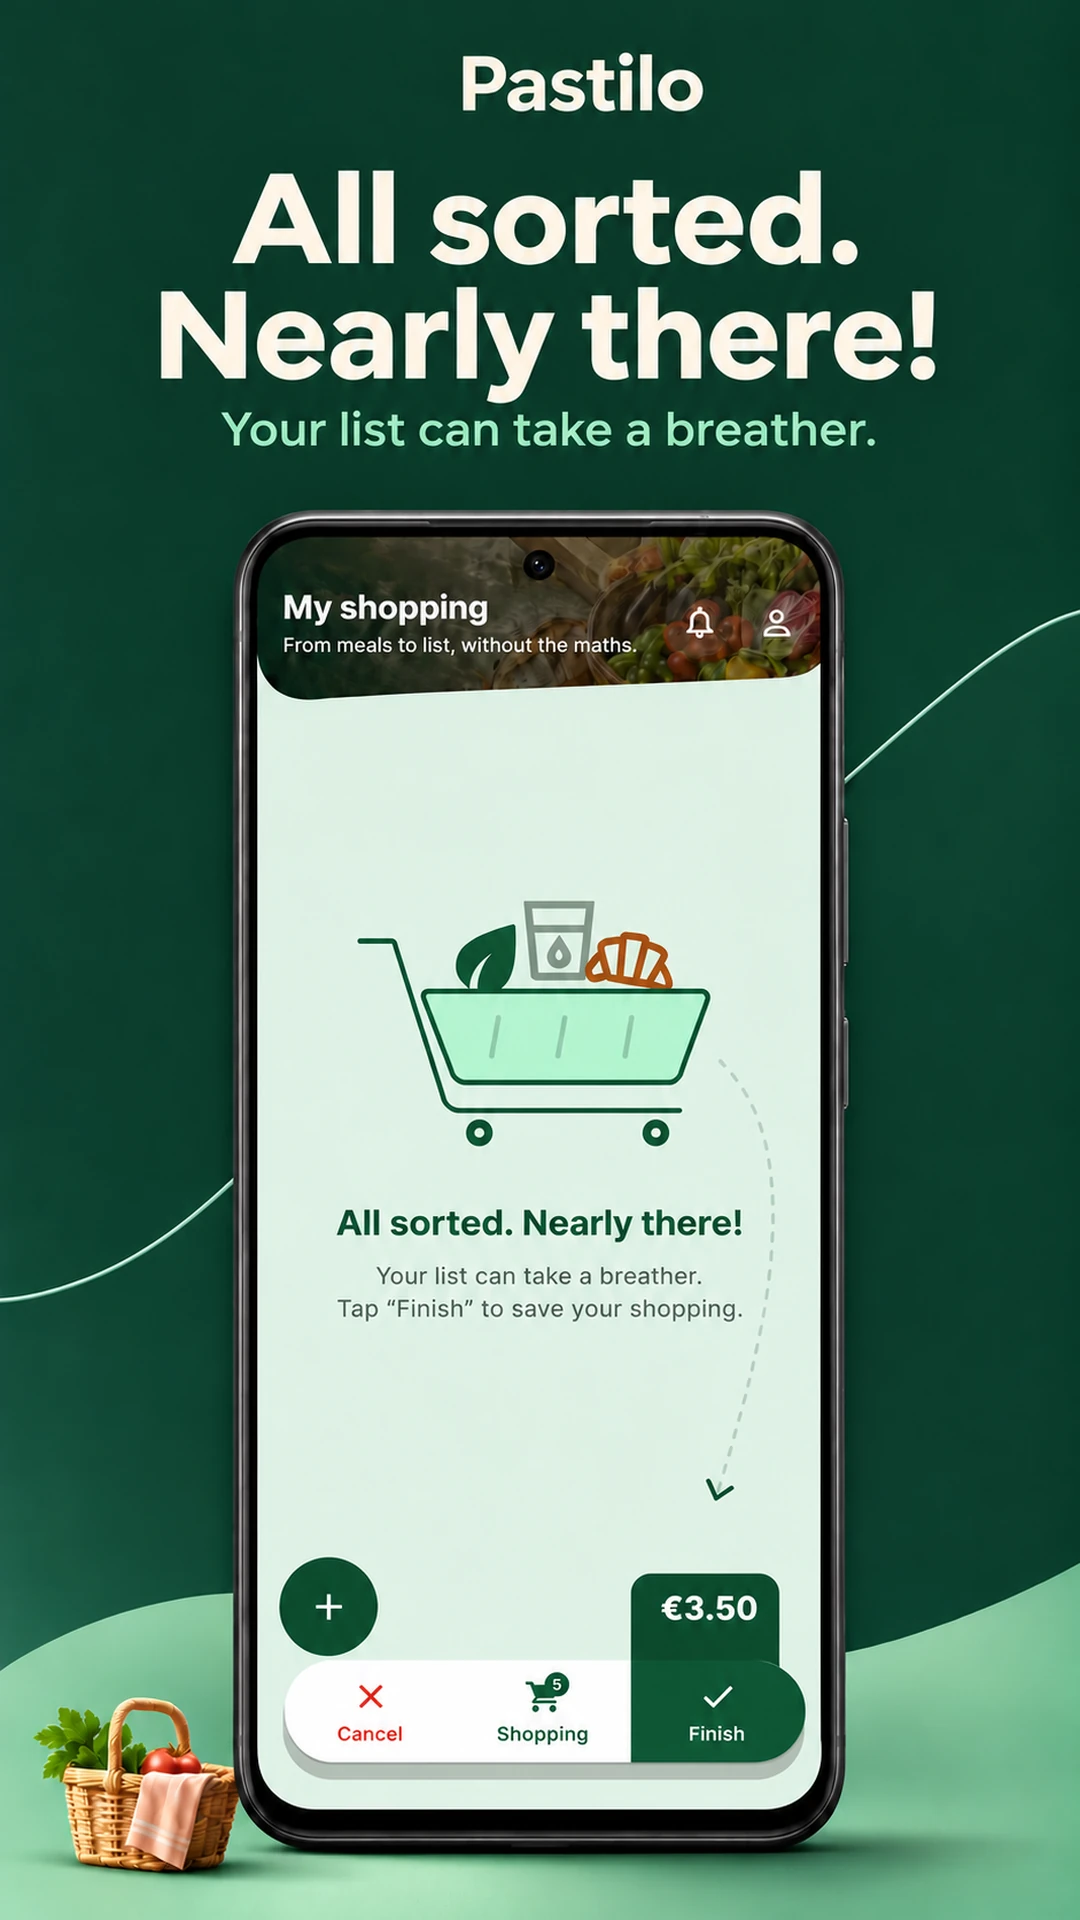 Pastilo
All sorted.
Nearly there!
Your list can take a breather.
My shopping
From meals to list, without the maths.
All sorted. Nearly there!
Your list can take a breather.
Tap “Finish” to save your shopping.
+
€3.50
5
Cancel
Shopping
Finish